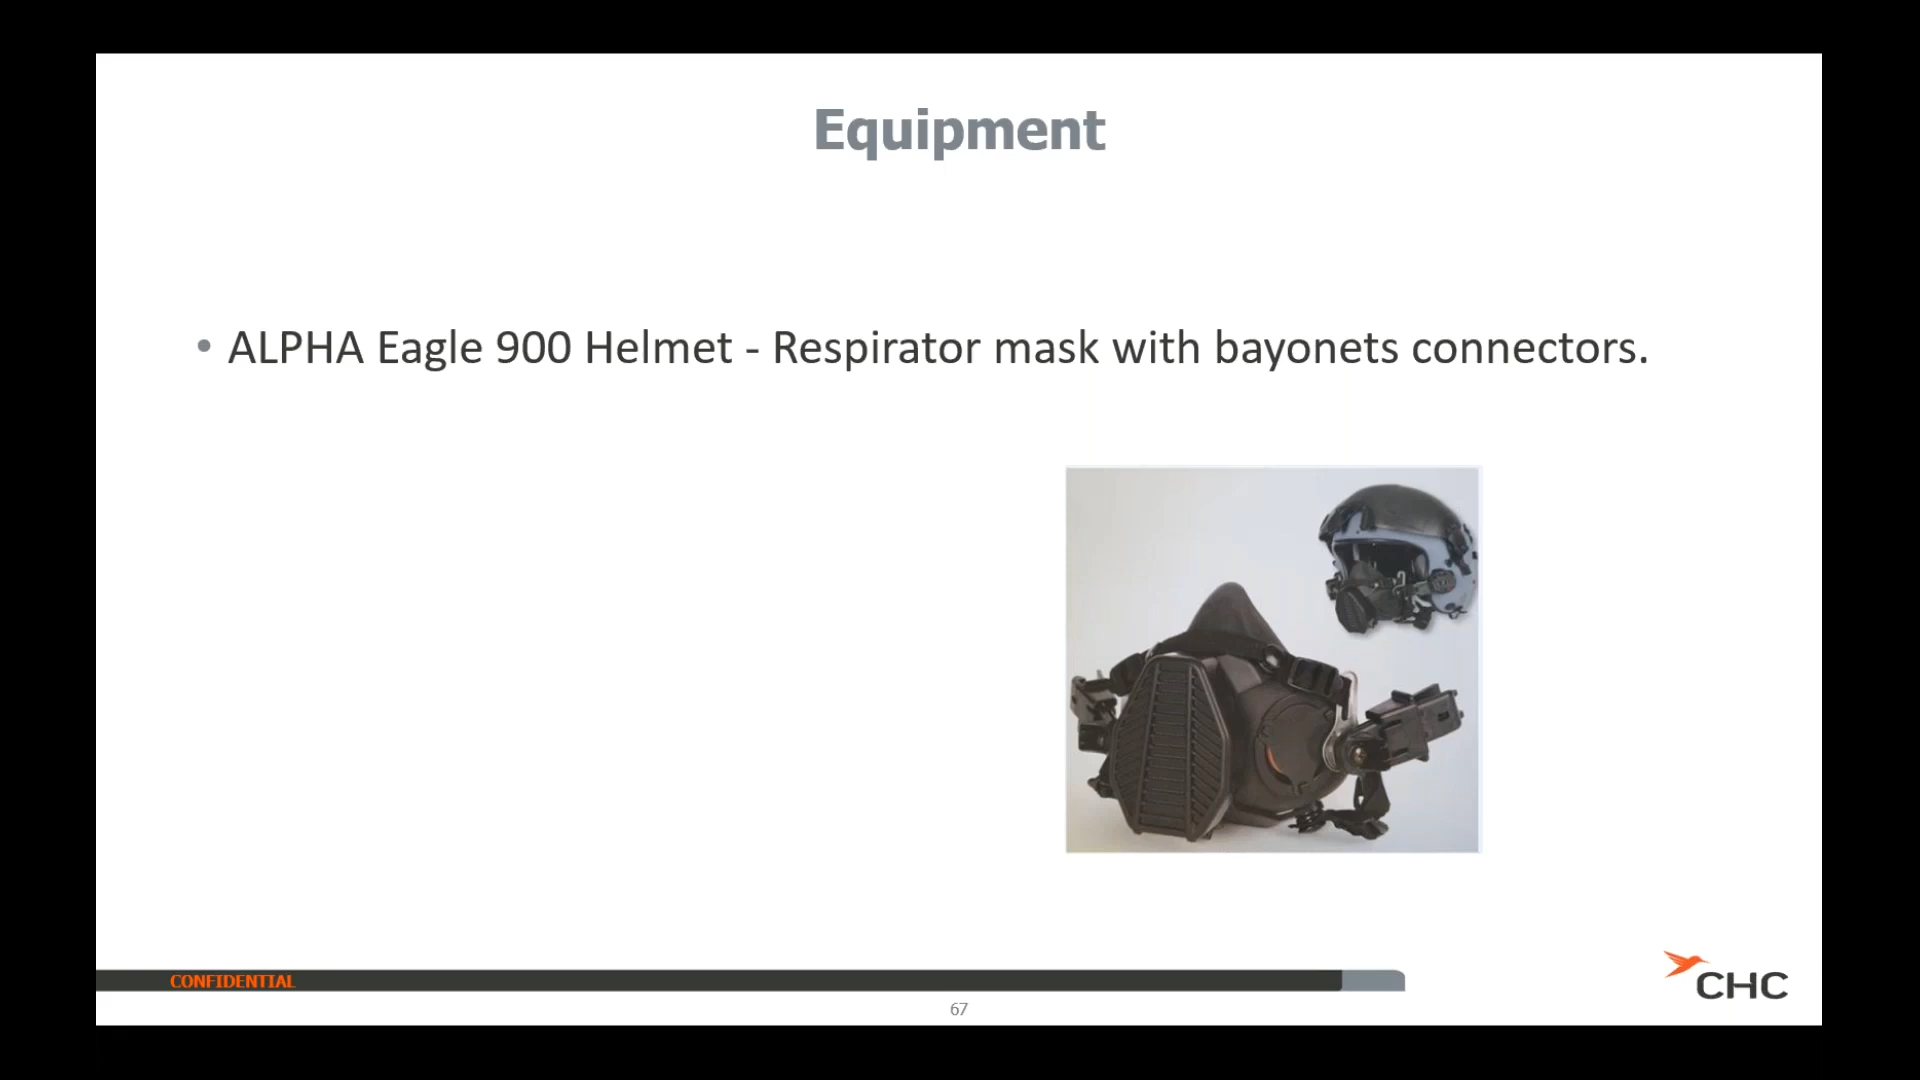 Equipment
• ALPHA Eagle 900 Helmet - Respirator mask with bayonets connectors.
CONFIDENTIAL
CHC
67